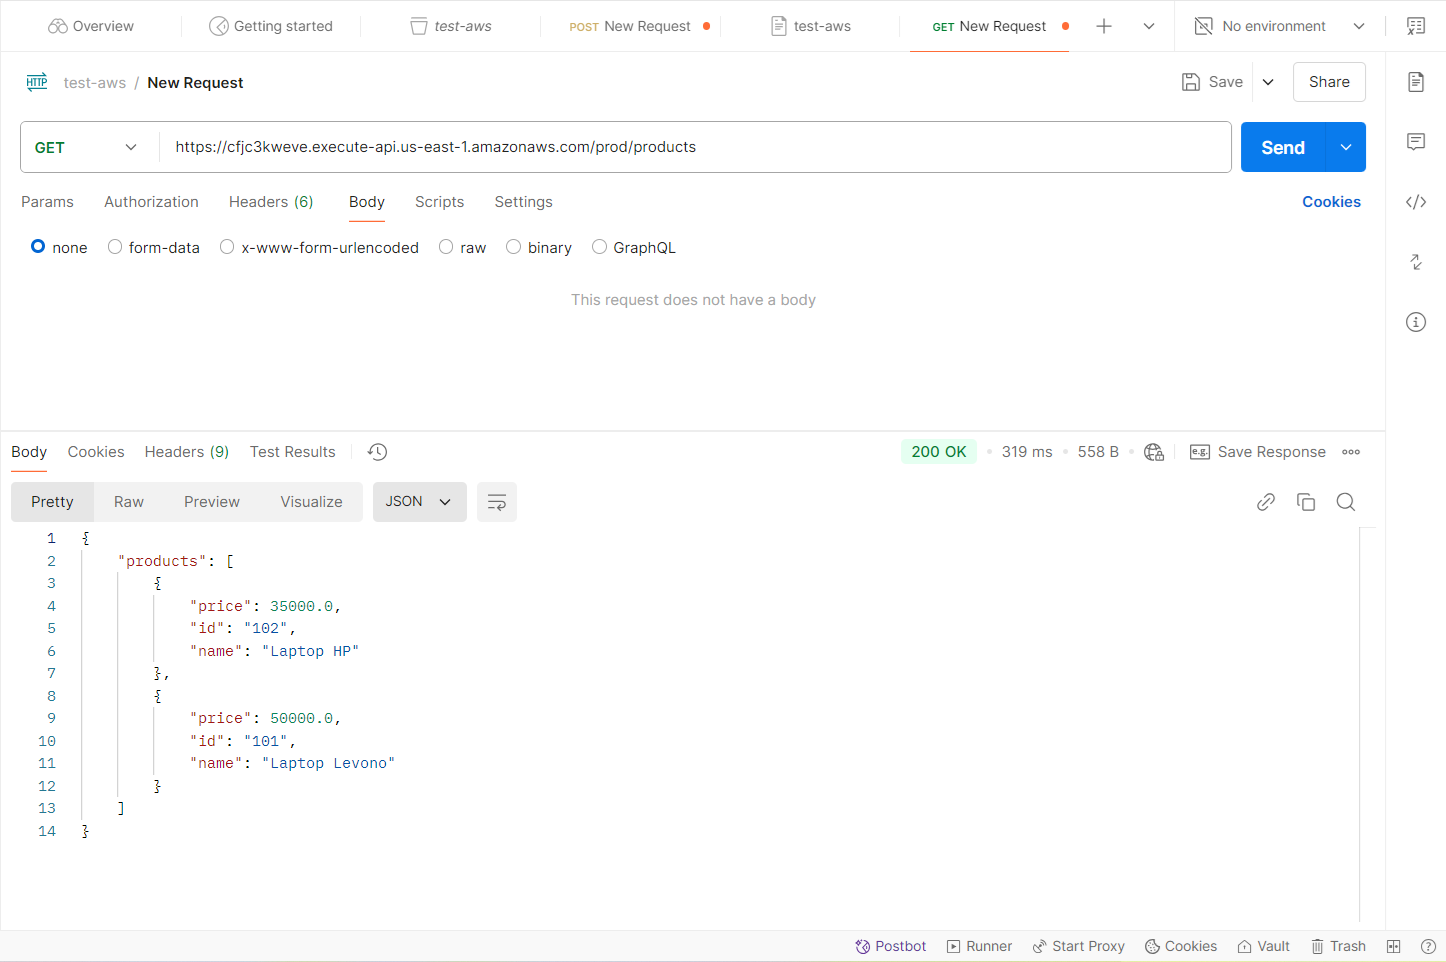 Overview Getting started test-aws POST New Request test-aws GET New Request No environment
HTTP test-aws / New Request Save Share
GET https://cfjc3kweve.execute-api.us-east-1.amazonaws.com/prod/products Send
Params Authorization Headers (6) Body Scripts Settings Cookies
none form-data x-www-form-urlencoded raw binary GraphQL
This request does not have a body
Body Cookies Headers (9) Test Results 200 OK • 319 ms • 558 B • e.g. Save Response
Pretty Raw Preview Visualize JSON
1 {
2 "products": [
3 {
4 "price": 35000.0,
5 "id": "102",
6 "name": "Laptop HP"
7 },
8 {
9 "price": 50000.0,
10 "id": "101",
11 "name": "Laptop Levono"
12 }
13 ]
14 }
Postbot Runner Start Proxy Cookies Vault Trash